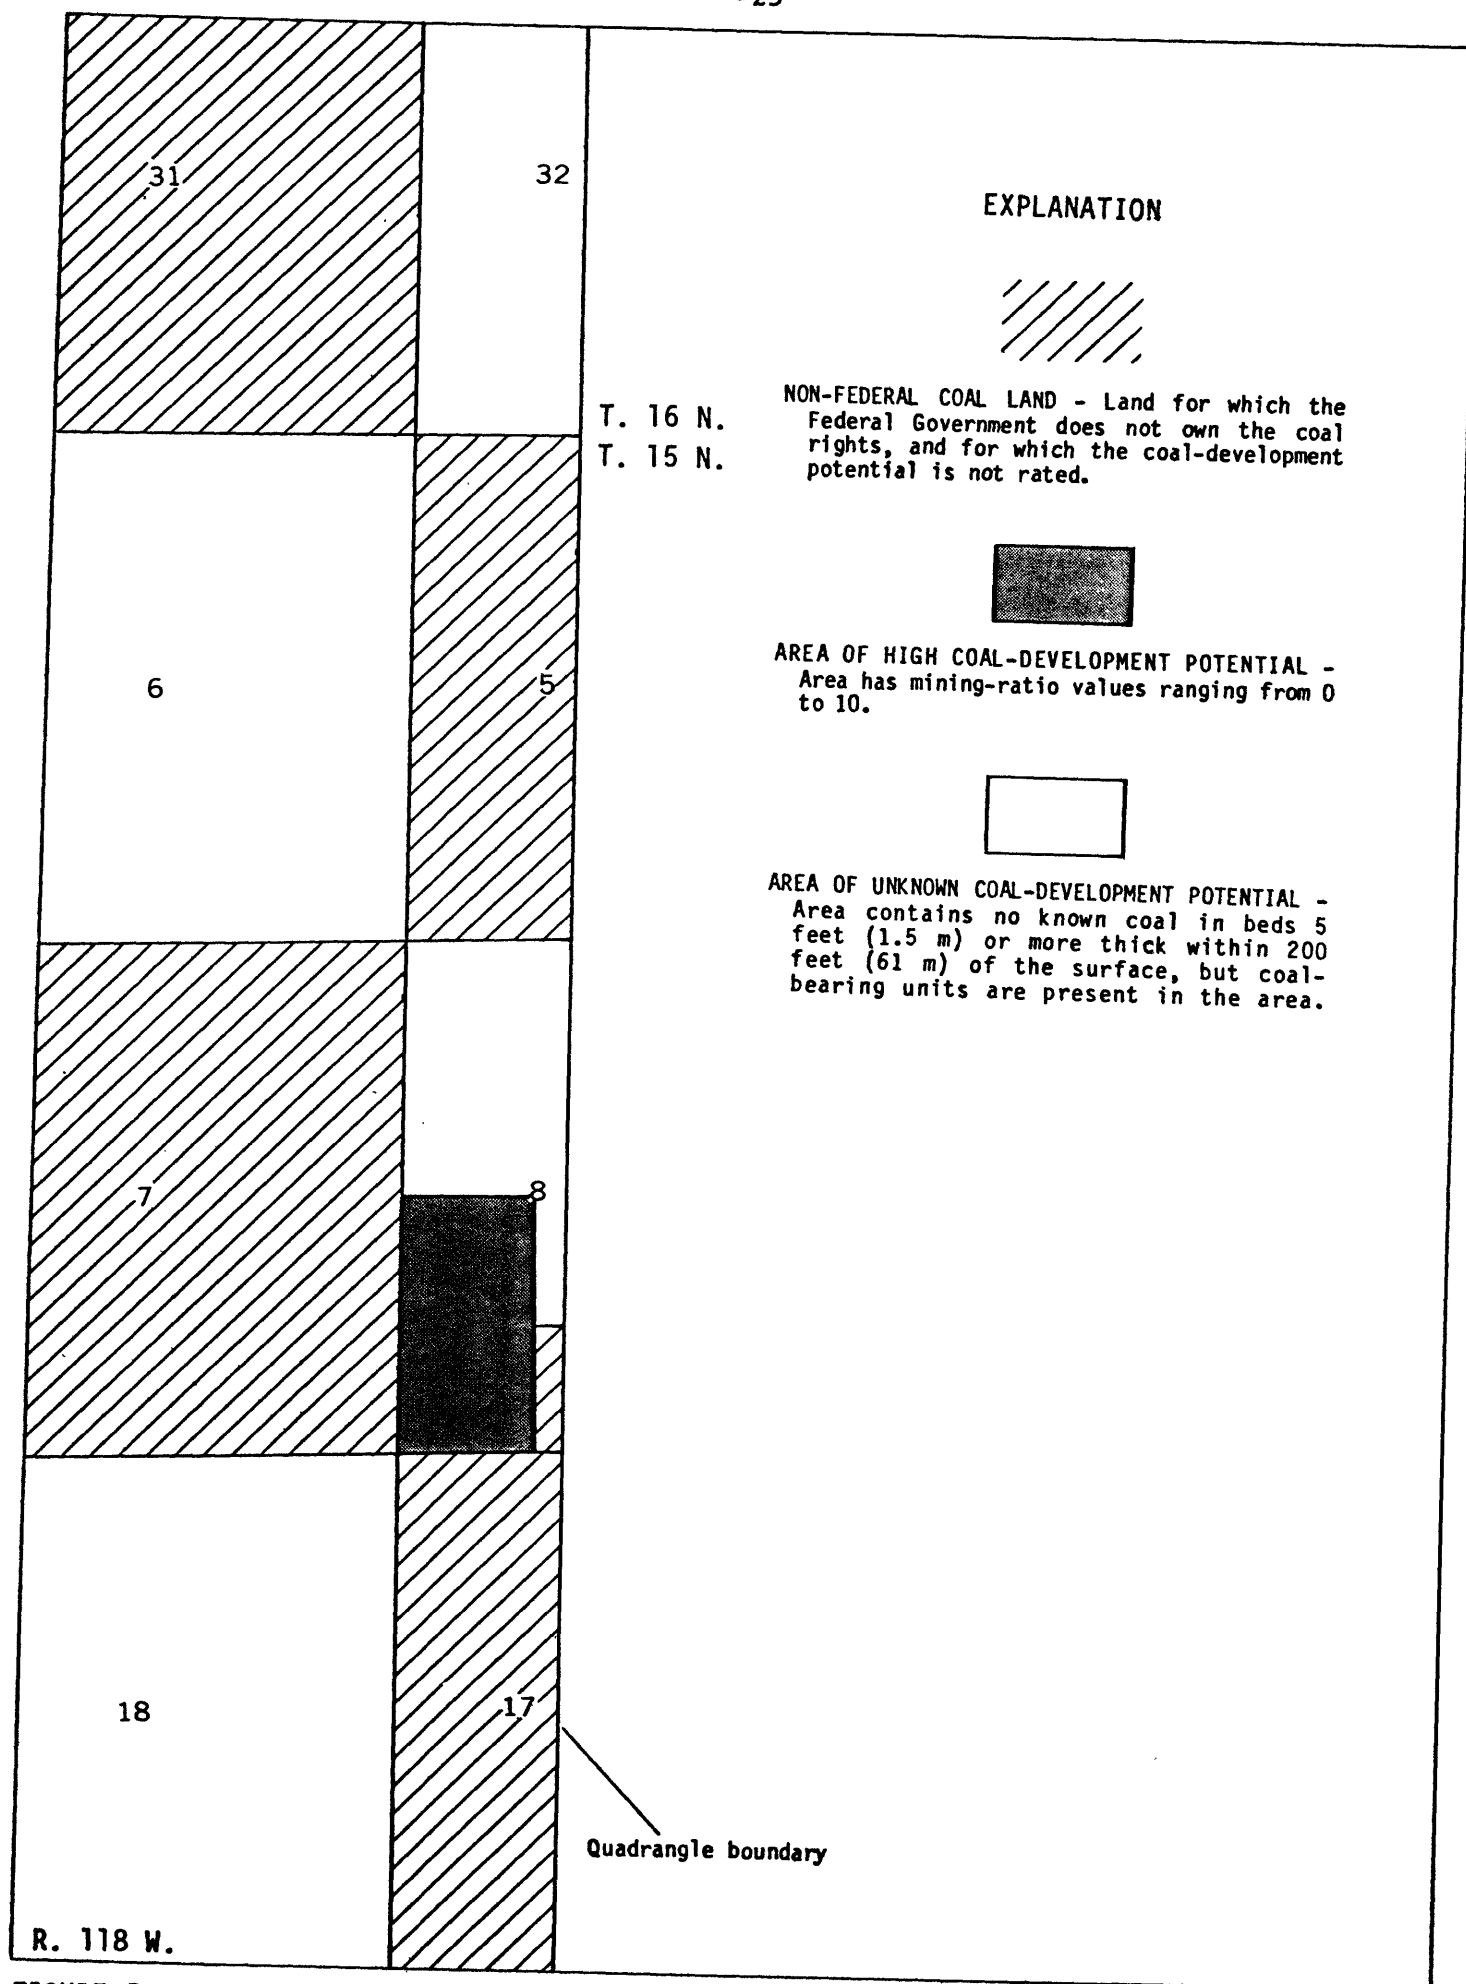 31
32
EXPLANATION
T. 16 N.
T. 15 N.
NON-FEDERAL COAL LAND - Land for which the
Federal Government does not own the coal
rights, and for which the coal-development
potential is not rated.
6
5
AREA OF HIGH COAL-DEVELOPMENT POTENTIAL -
Area has mining-ratio values ranging from 0
to 10.
AREA OF UNKNOWN COAL-DEVELOPMENT POTENTIAL -
Area contains no known coal in beds 5
feet (1.5 m) or more thick within 200
feet (61 m) of the surface, but coal-
bearing units are present in the area.
7
8
18
17
Quadrangle boundary
R. 118 W.